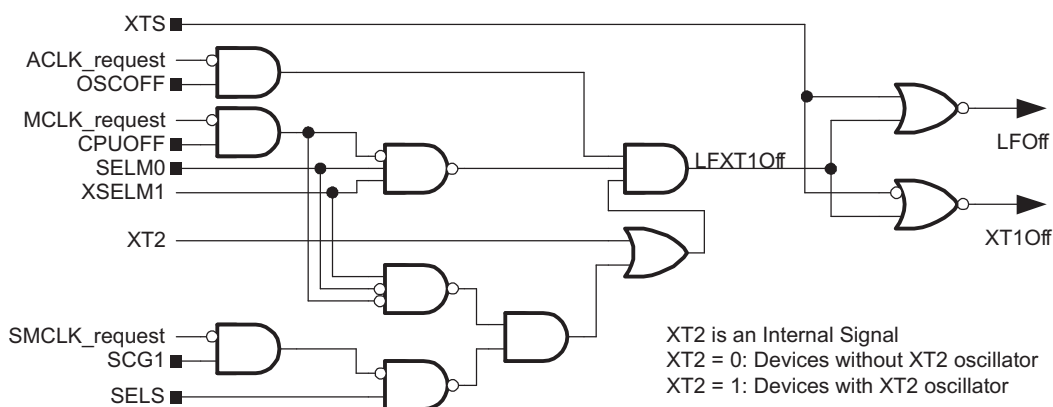 XTS
ACLK_request
OSCOFF
MCLK_request
CPUOFF
SELM0
XSELM1
XT2
SMCLK_request
SCG1
SELS
LFXT1Off
LFOff
XT1Off
XT2 is an Internal Signal
XT2 = 0: Devices without XT2 oscillator
XT2 = 1: Devices with XT2 oscillator